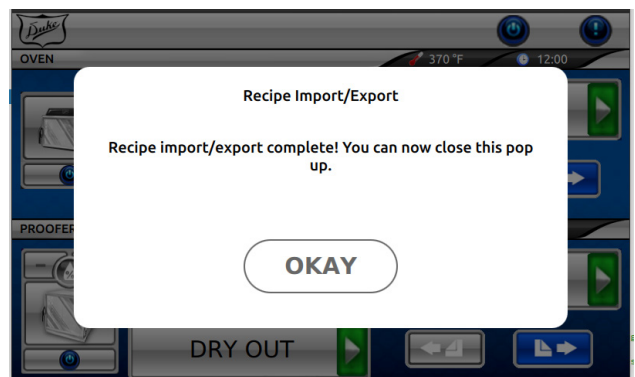 Duke
OVEN
370 °F
12:00
Recipe Import/Export
Recipe import/export complete! You can now close this pop
up.
OKAY
PROOFER
DRY OUT